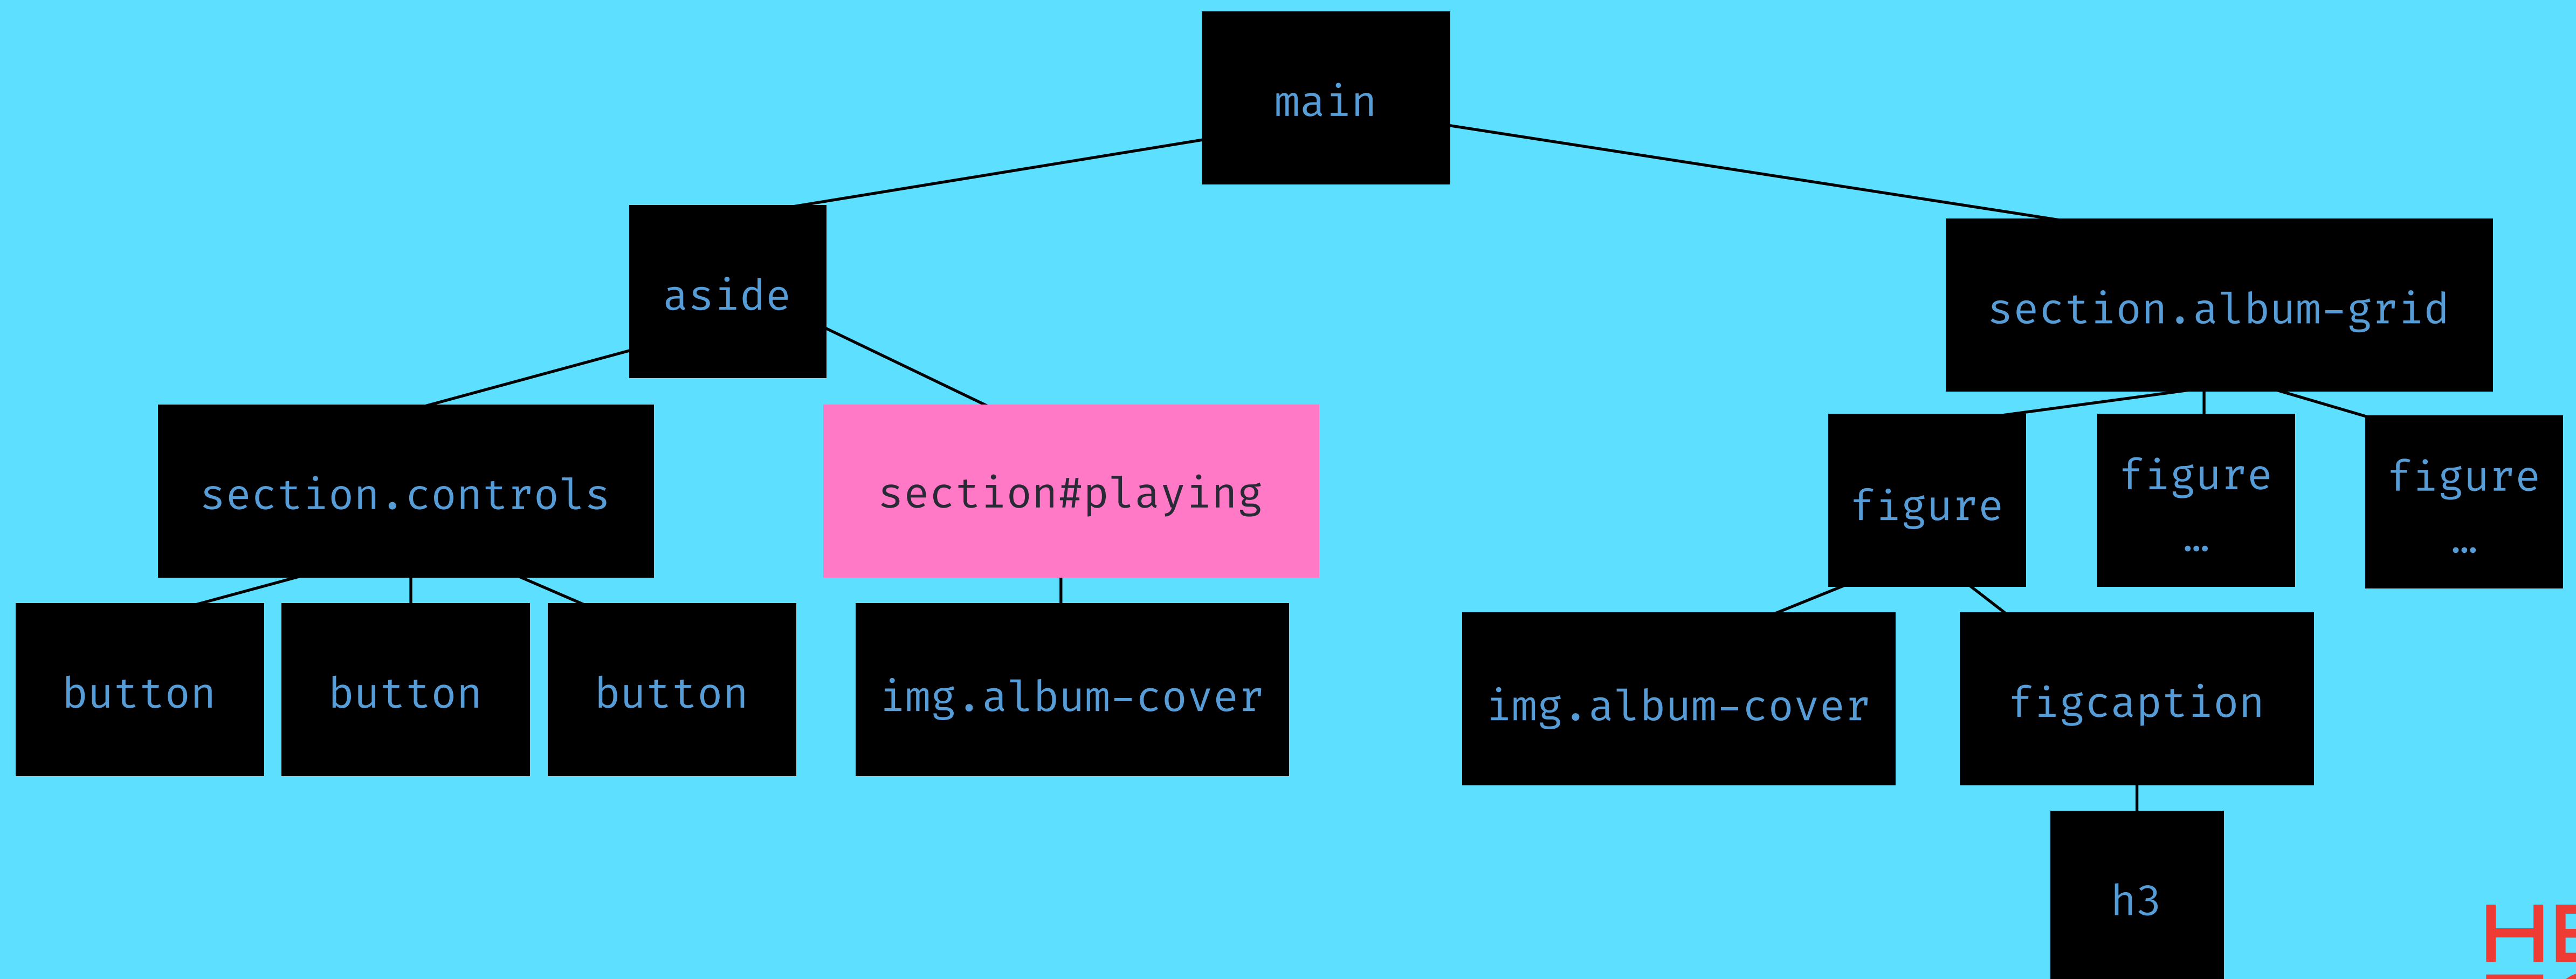 main
aside
section.album-grid
section.controls
section#playing
figure
figure
…
figure
…
button
button
button
img.album-cover
img.album-cover
figcaption
h3